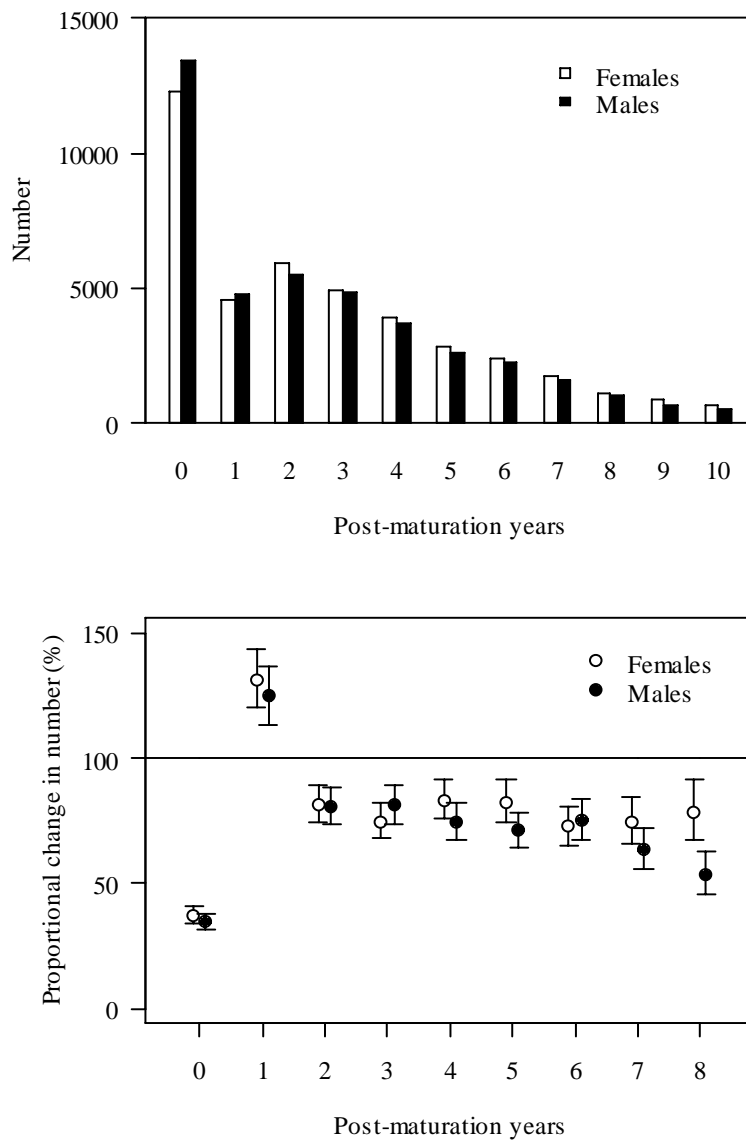 15000
10000
5000
0
Number
Females
Males
0 1 2 3 4 5 6 7 8 9 10
Post-maturation years
150
100
50
0
Proportional change in number (%)
Females
Males
0 1 2 3 4 5 6 7 8
Post-maturation years